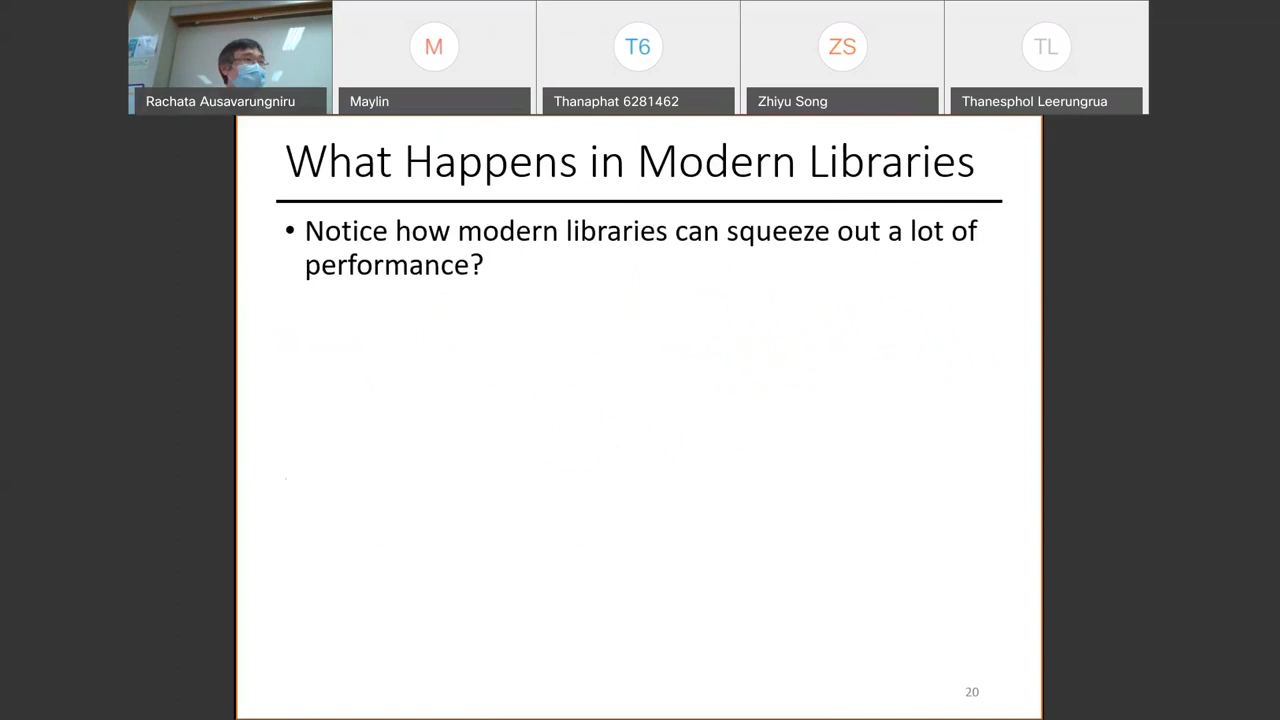 M
T6
ZS
TL
Rachata Ausavarungniru
Maylin
Thanaphat 6281462
Zhiyu Song
Thanesphol Leerungrua
What Happens in Modern Libraries
• Notice how modern libraries can squeeze out a lot of
performance?
20